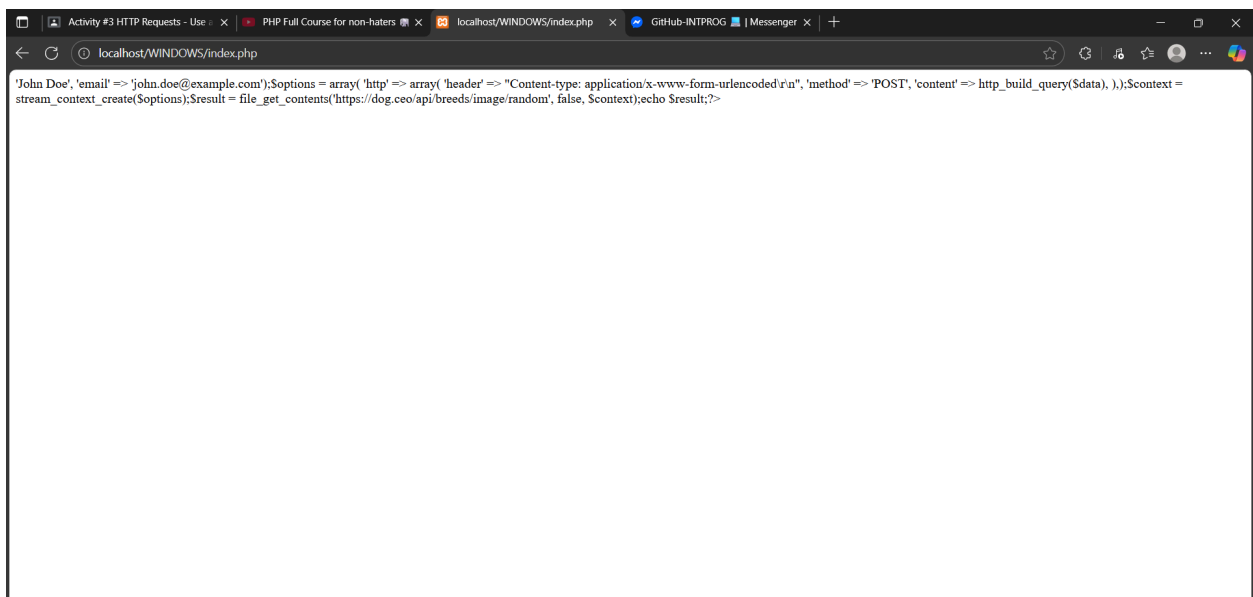 Activity #3 HTTP Requests - Use a
PHP Full Course for non-haters
localhost/WINDOWS/index.php
GitHub-INTPROG 💻 | Messenger
localhost/WINDOWS/index.php
'John Doe', 'email' => 'john.doe@example.com');$options = array( 'http' => array( 'header' => "Content-type: application/x-www-form-urlencoded\r\n", 'method' => 'POST', 'content' => http_build_query($data), ),);$context =
stream_context_create($options);$result = file_get_contents('https://dog.ceo/api/breeds/image/random', false, $context);echo $result;?>